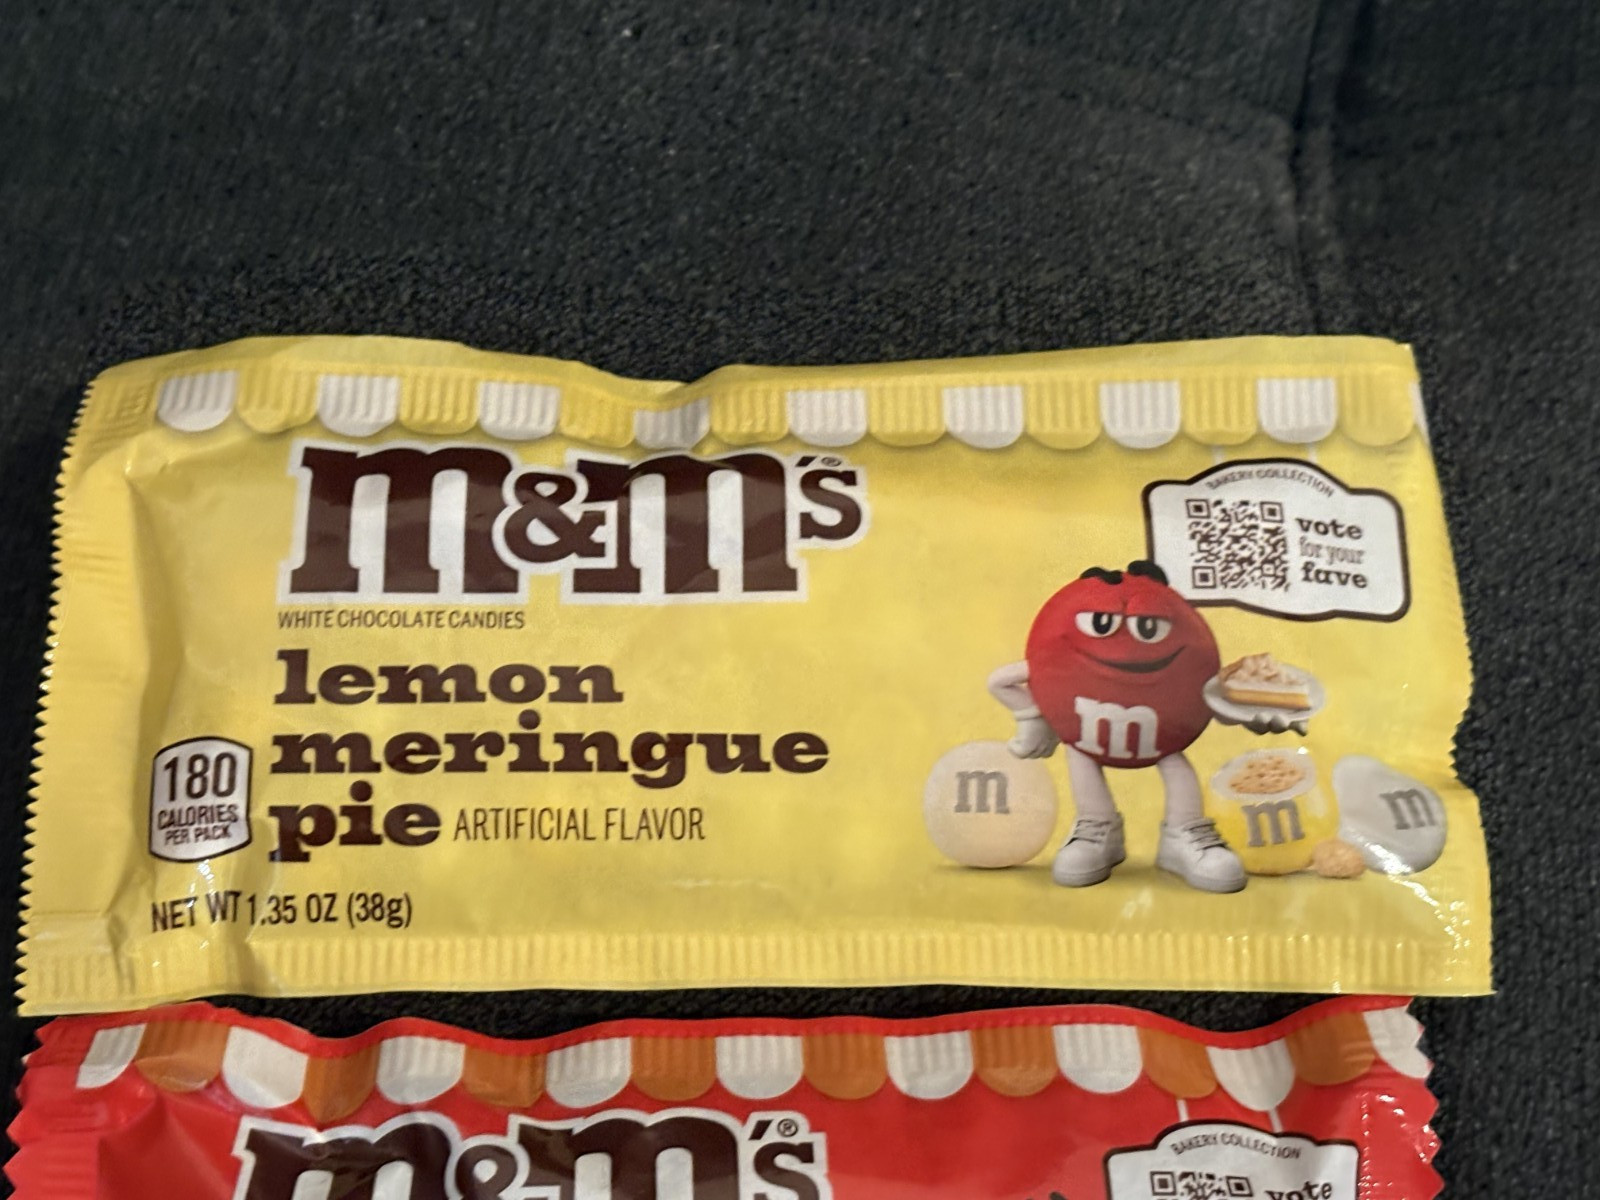 m&m's®
WHITE CHOCOLATE CANDIES
lemon
meringue
pie ARTIFICIAL FLAVOR
180
CALORIES
PER PACK
NET WT 1.35 OZ (38g)
BAKERY COLLECTION
vote
for your
fave
m
m
m
m
m&m's®
BAKERY COLLECTION
vote